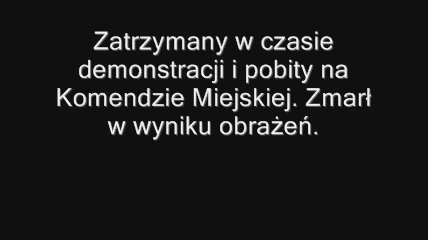 Zatrzymany w czasie
demonstracji i pobity na
Komendzie Miejskiej. Zmarł
w wyniku obrażeń.